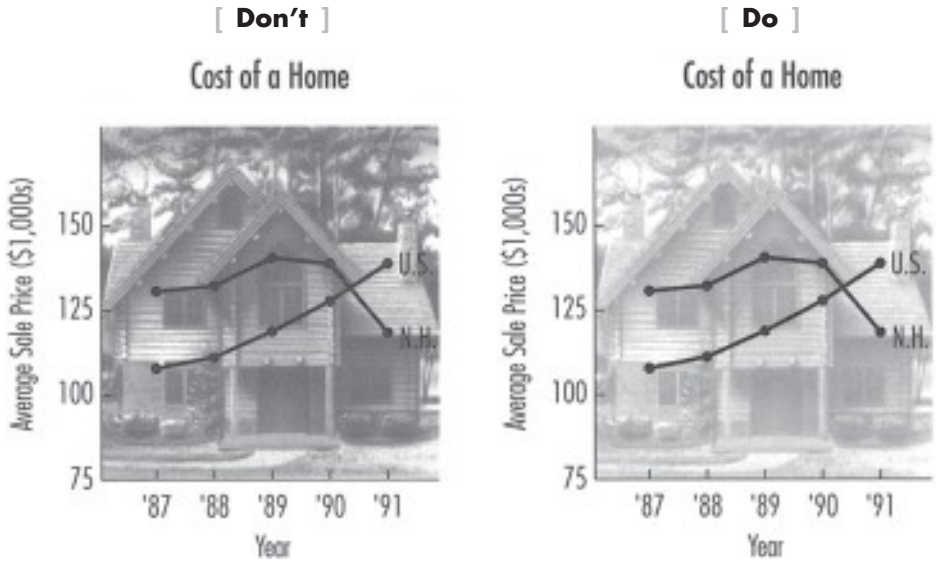 [ Don't ]
Cost of a Home
Average Sale Price ($1,000s)
150
125
100
75
U.S.
N.H.
'87 '88 '89 '90 '91
Year
[ Do ]
Cost of a Home
Average Sale Price ($1,000s)
150
125
100
75
U.S.
N.H.
'87 '88 '89 '90 '91
Year